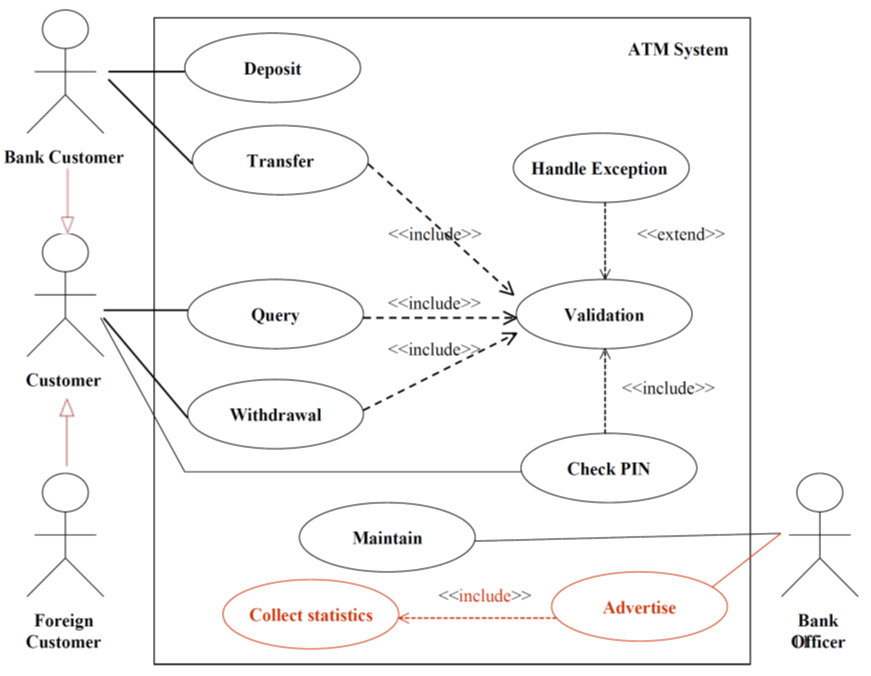 ATM System
Deposit
Bank Customer
Transfer
Handle Exception
<<include>>
<<extend>>
<<include>>
Query
Validation
<<include>>
Customer
<<include>>
Withdrawal
Check PIN
Maintain
<<include>>
Collect statistics
Advertise
Foreign
Customer
Bank
Officer